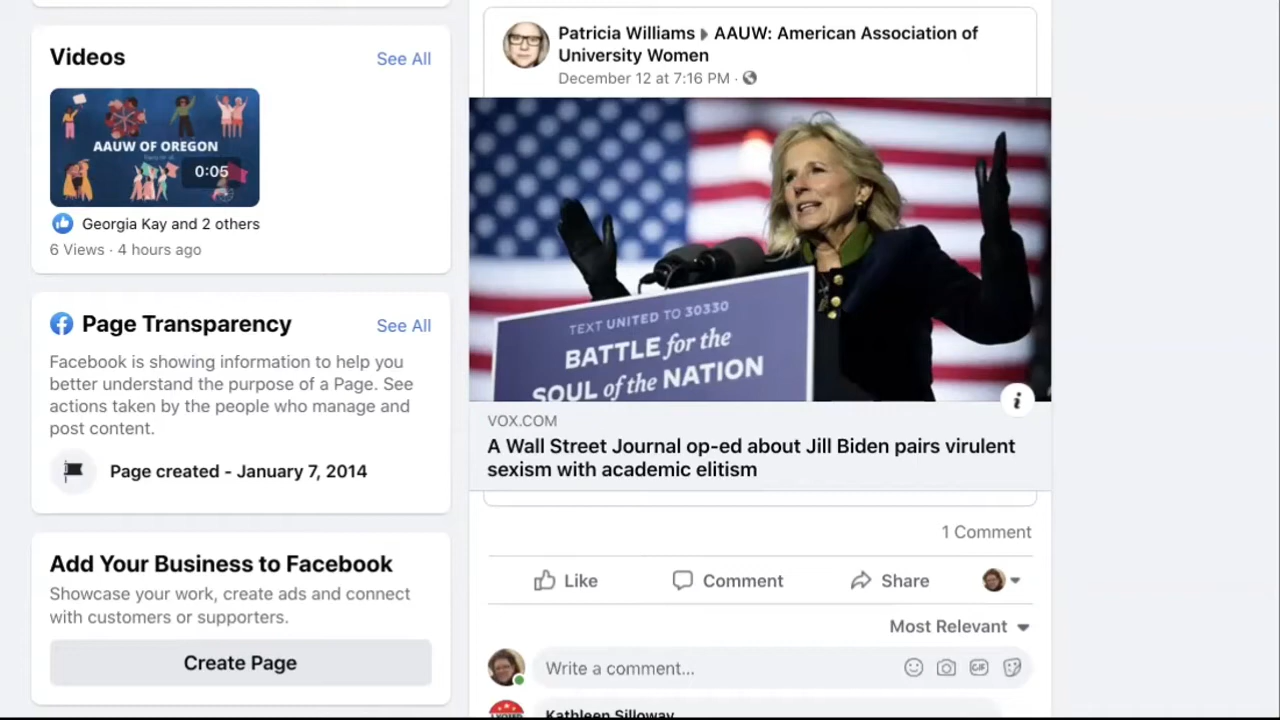 Videos
See All
AAUW OF OREGON
0:05
Georgia Kay and 2 others
6 Views · 4 hours ago
Page Transparency
See All
Facebook is showing information to help you
better understand the purpose of a Page. See
actions taken by the people who manage and
post content.
Page created - January 7, 2014
Add Your Business to Facebook
Showcase your work, create ads and connect
with customers or supporters.
Create Page
Patricia Williams ▸ AAUW: American Association of
University Women
December 12 at 7:16 PM ·
TEXT UNITED TO 30330
BATTLE for the
SOUL of the NATION
VOX.COM
A Wall Street Journal op-ed about Jill Biden pairs virulent
sexism with academic elitism
1 Comment
Like
Comment
Share
Most Relevant
Write a comment...
GIF
Kathleen Silloway